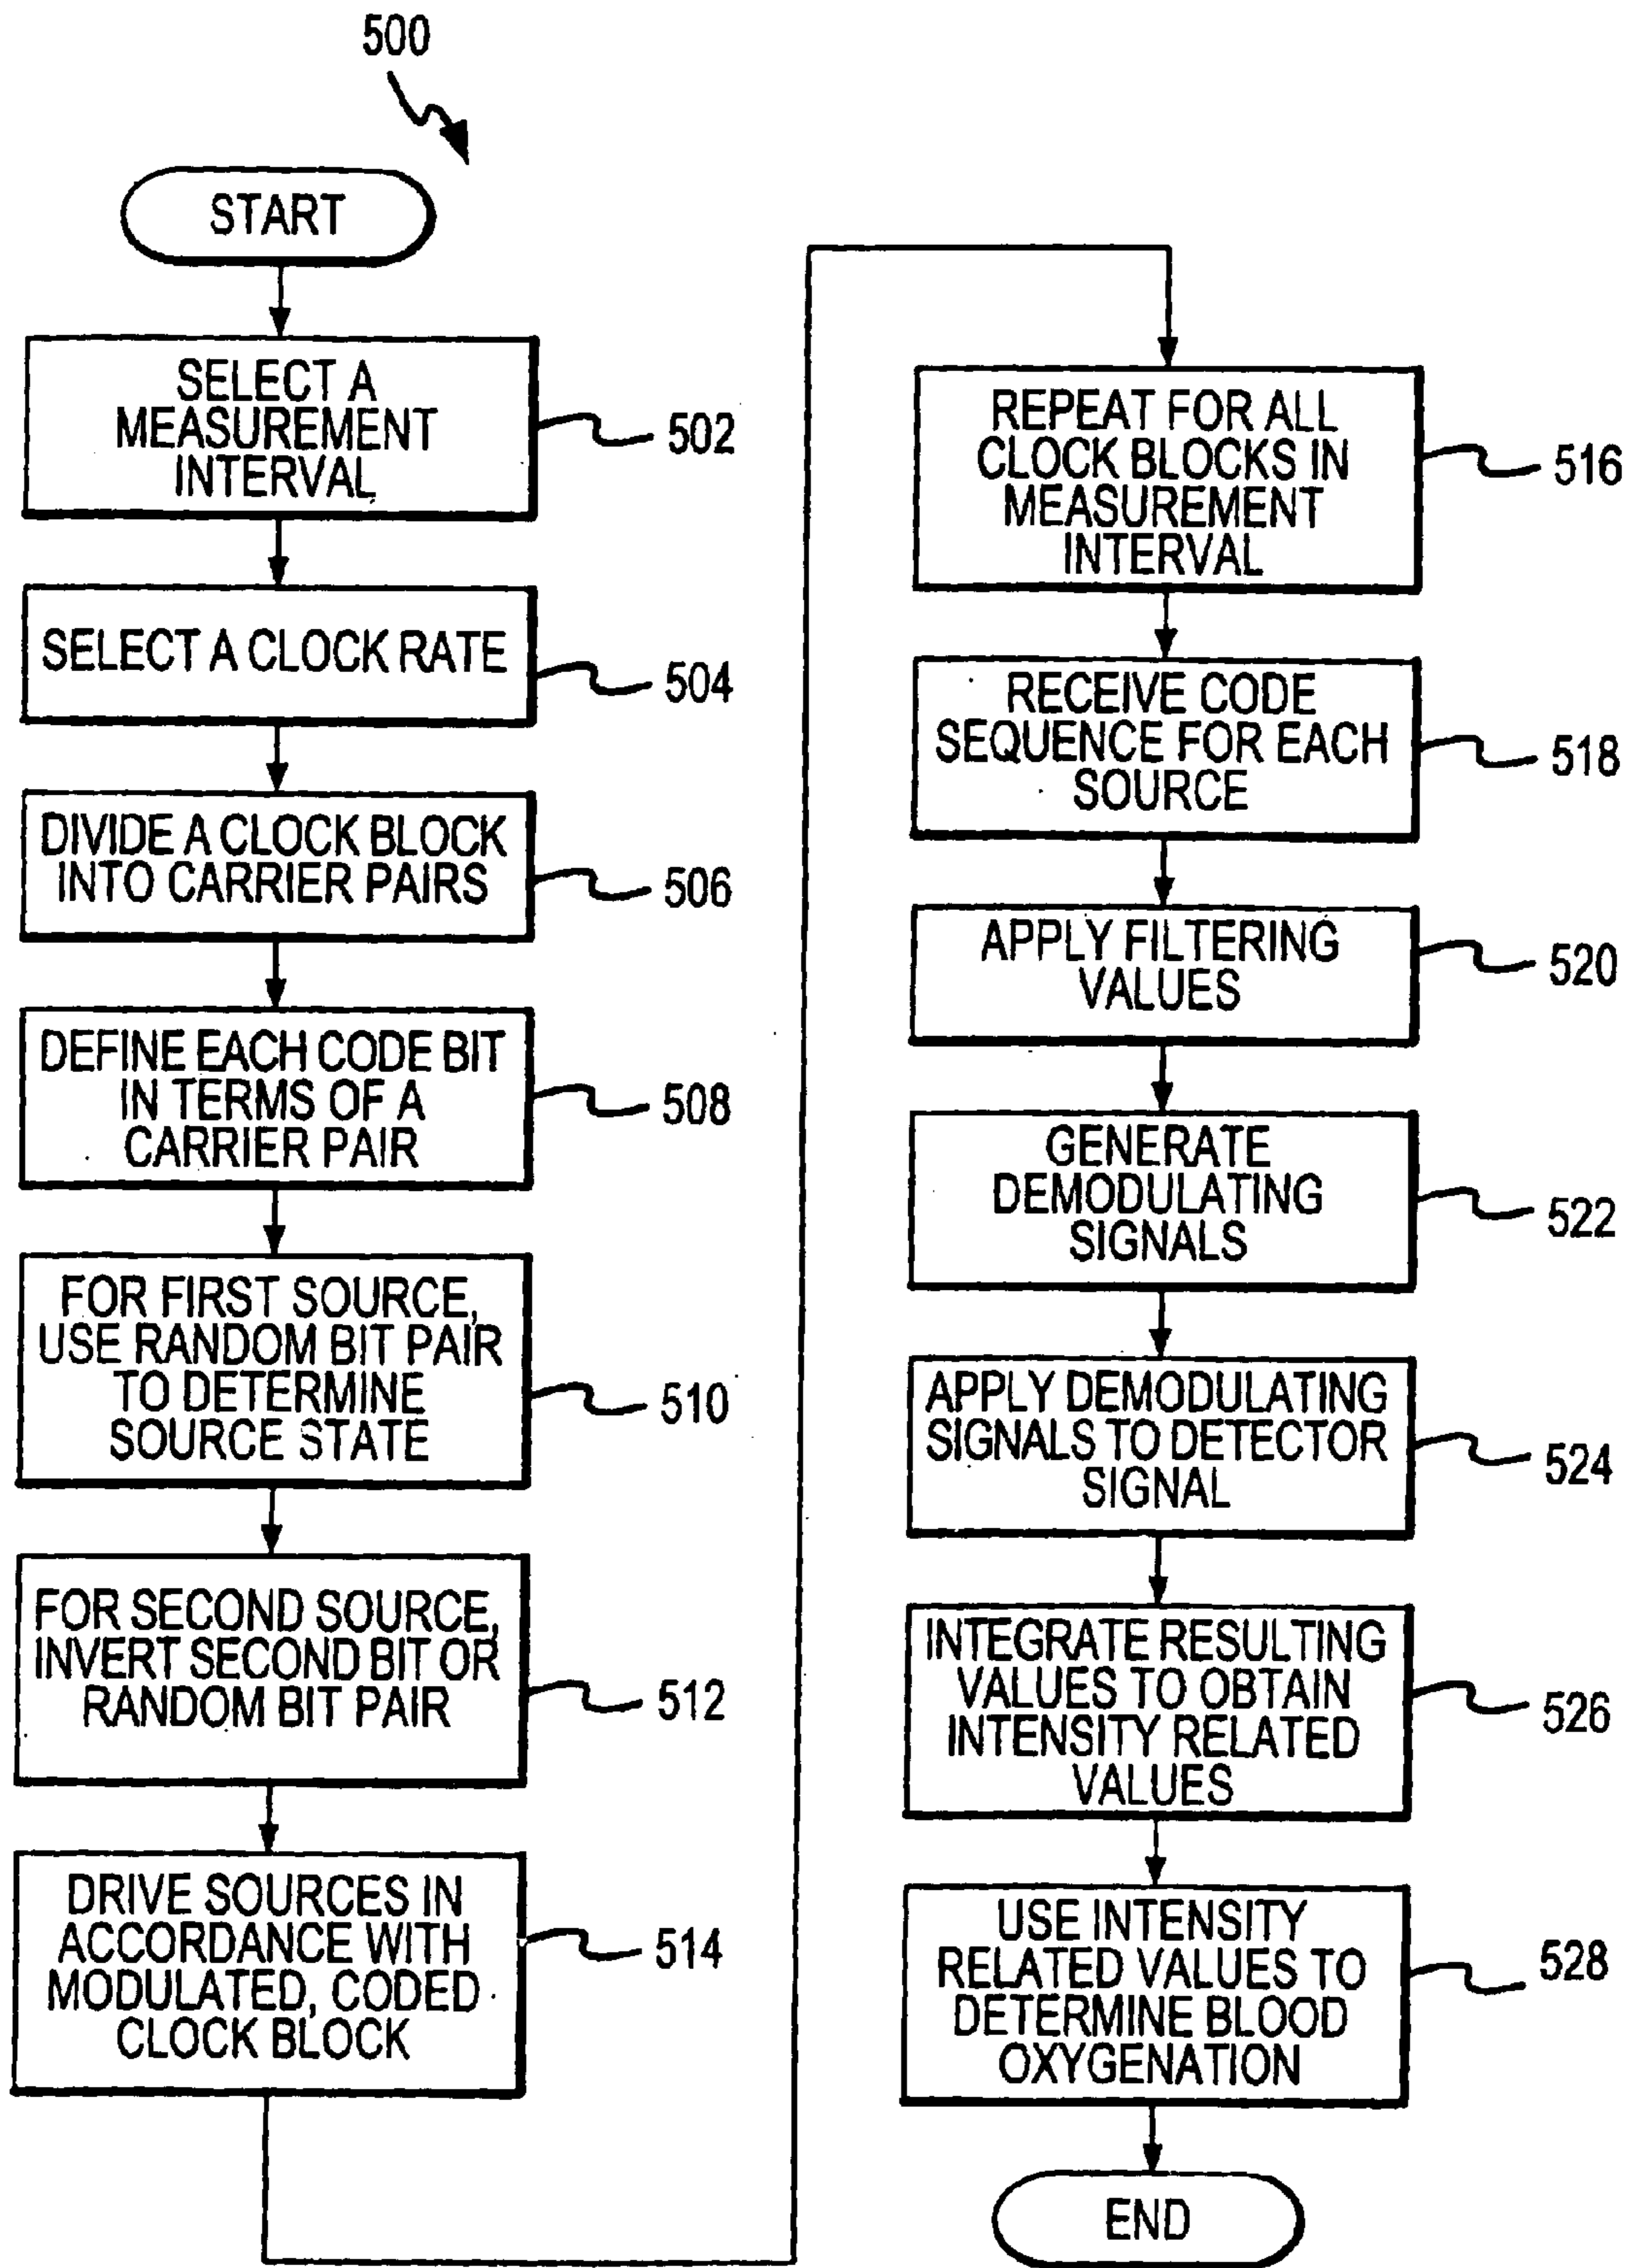 500
START
SELECT A
MEASUREMENT
INTERVAL
502
SELECT A CLOCK RATE
504
DIVIDE A CLOCK BLOCK
INTO CARRIER PAIRS
506
DEFINE EACH CODE BIT
IN TERMS OF A
CARRIER PAIR
508
FOR FIRST SOURCE,
USE RANDOM BIT PAIR
TO DETERMINE
SOURCE STATE
510
FOR SECOND SOURCE,
INVERT SECOND BIT OR
RANDOM BIT PAIR
512
DRIVE SOURCES IN
ACCORDANCE WITH
MODULATED, CODED
CLOCK BLOCK
514
REPEAT FOR ALL
CLOCK BLOCKS IN
MEASUREMENT
INTERVAL
516
RECEIVE CODE
SEQUENCE FOR EACH
SOURCE
518
APPLY FILTERING
VALUES
520
GENERATE
DEMODULATING
SIGNALS
522
APPLY DEMODULATING
SIGNALS TO DETECTOR
SIGNAL
524
INTEGRATE RESULTING
VALUES TO OBTAIN
INTENSITY RELATED
VALUES
526
USE INTENSITY
RELATED VALUES TO
DETERMINE BLOOD
OXYGENATION
528
END